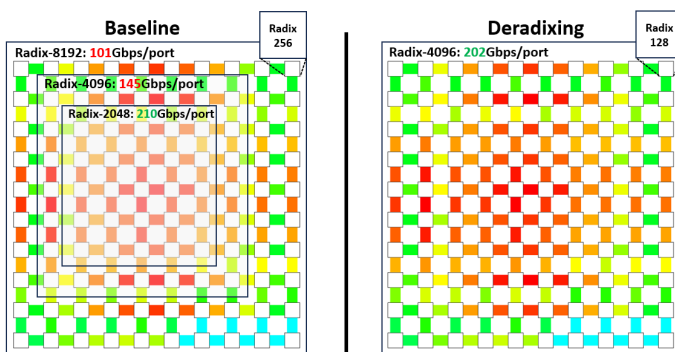 Baseline
Radix
256
Radix-8192: 101Gbps/port
Radix-4096: 145Gbps/port
Radix-2048: 210Gbps/port
Deradixing
Radix
128
Radix-4096: 202Gbps/port